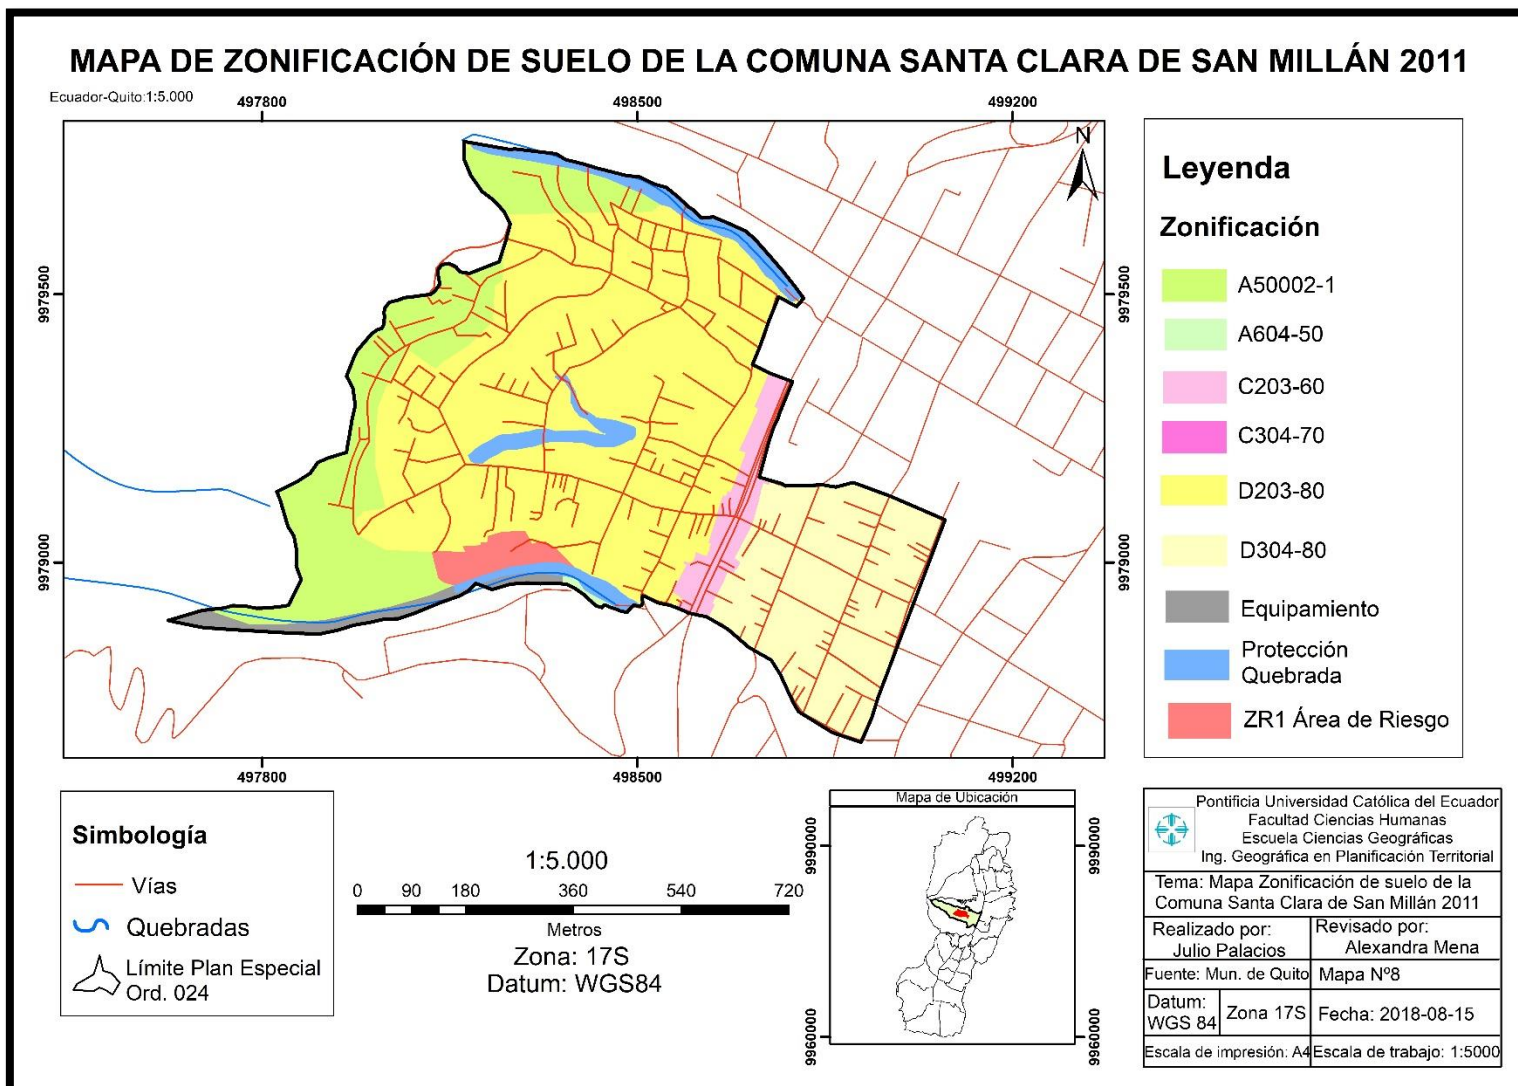 MAPA DE ZONIFICACIÓN DE SUELO DE LA COMUNA SANTA CLARA DE SAN MILLÁN 2011
Ecuador-Quito:1:5.000
497800
498500
499200
N
9979500
9979500
9979000
9979000
497800
498500
499200
Leyenda
Zonificación
A50002-1
A604-50
C203-60
C304-70
D203-80
D304-80
Equipamiento
Protección
Quebrada
ZR1 Área de Riesgo
Simbología
Vías
Quebradas
Límite Plan Especial
Ord. 024
1:5.000
0 90 180 360 540 720
Metros
Zona: 17S
Datum: WGS84
Mapa de Ubicación
9990000
9990000
9960000
9960000
Pontificia Universidad Católica del Ecuador
Facultad Ciencias Humanas
Escuela Ciencias Geográficas
Ing. Geográfica en Planificación Territorial
Tema: Mapa Zonificación de suelo de la
Comuna Santa Clara de San Millán 2011
Realizado por:
Julio Palacios
Revisado por:
Alexandra Mena
Fuente: Mun. de Quito
Mapa Nº8
Datum:
WGS 84
Zona 17S
Fecha: 2018-08-15
Escala de impresión: A4
Escala de trabajo: 1:5000